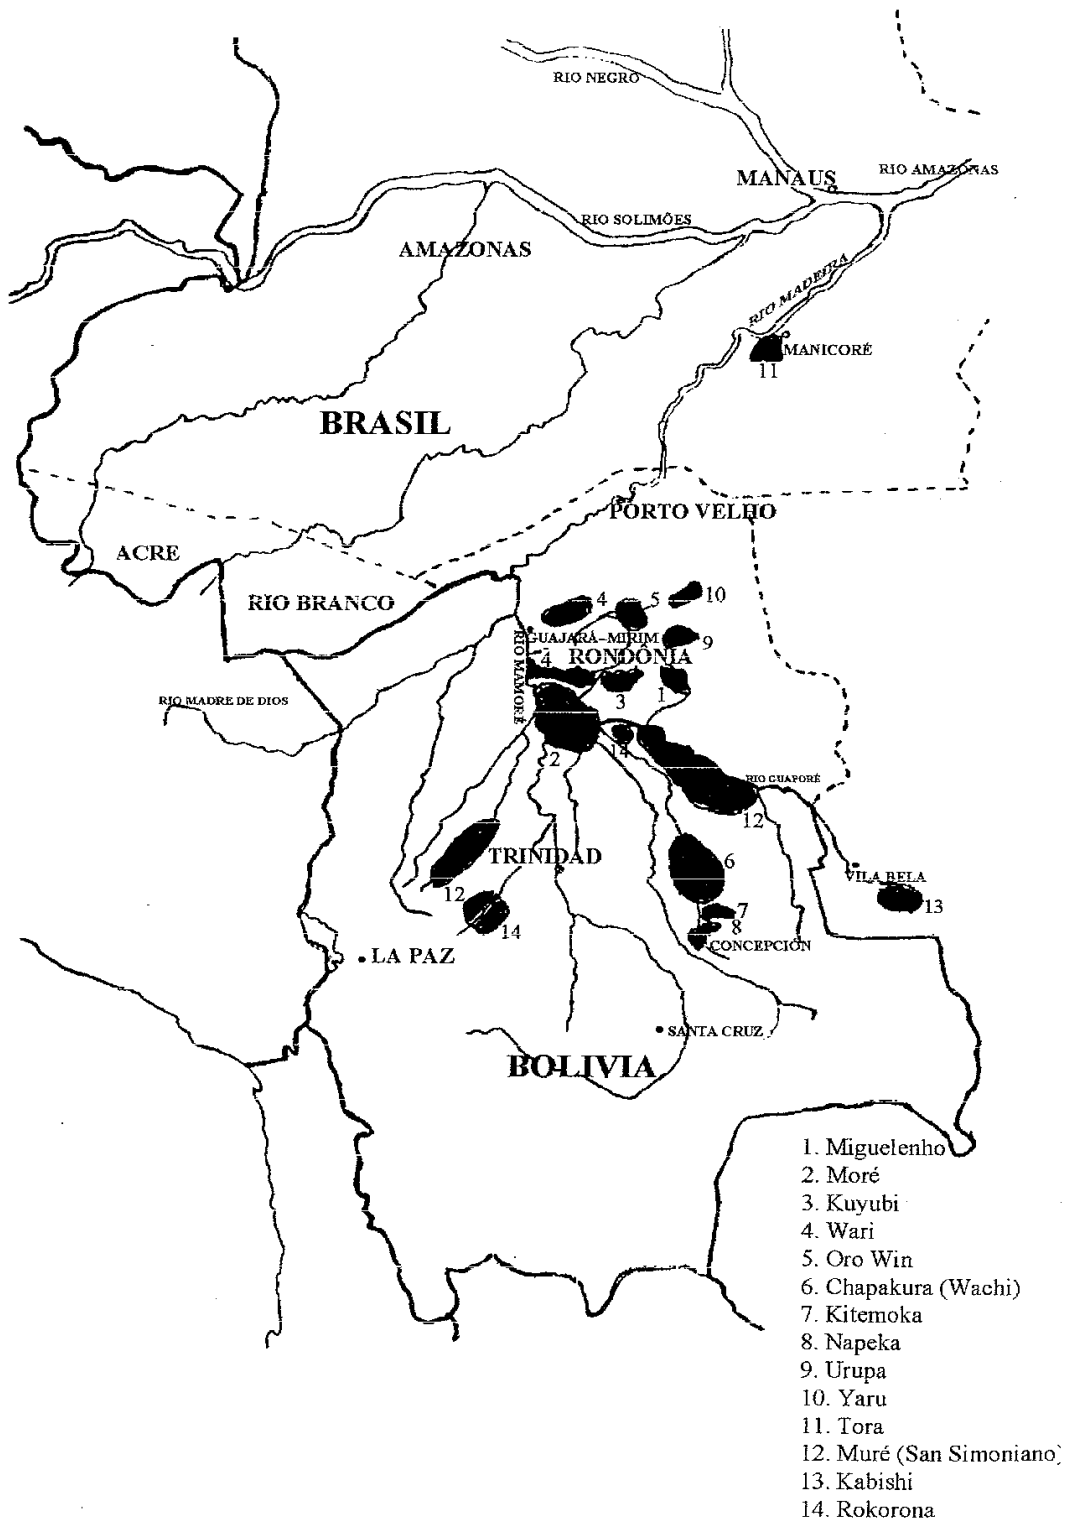 RIO NEGRO
MANAUS
RIO AMAZONAS
RIO SOLIMÕES
AMAZONAS
RIO MADEIRA
MANICORÉ
11
BRASIL
PORTO VELHO
ACRE
RIO BRANCO
4
5
10
GUAJARÁ-MIRIM
9
RIO MAMORÉ
4
RONDÔNIA
3
1
RIO MADRE DE DIOS
2
14
RIO GUAPORÉ
12
TRINIDAD
6
VILA BELA
12
13
7
14
8
CONCEPCIÓN
LA PAZ
SANTA CRUZ
BOLIVIA
1. Miguelenho
2. Moré
3. Kuyubi
4. Wari
5. Oro Win
6. Chapakura (Wachi)
7. Kitemoka
8. Napeka
9. Urupa
10. Yaru
11. Tora
12. Muré (San Simoniano)
13. Kabishi
14. Rokorona